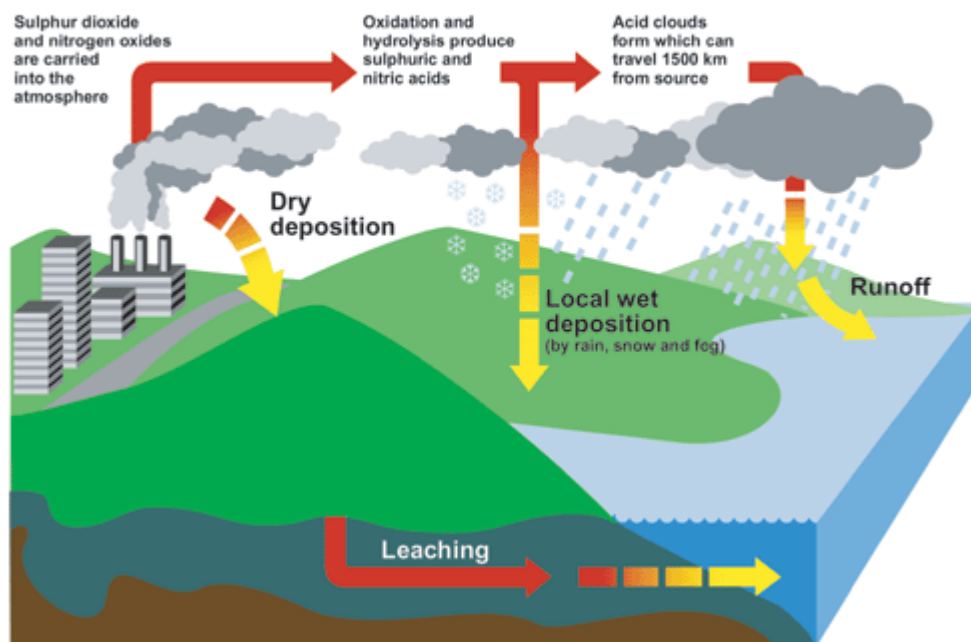 Sulphur dioxide
and nitrogen oxides
are carried
into the
atmosphere
Oxidation and
hydrolysis produce
sulphuric and
nitric acids
Acid clouds
form which can
travel 1500 km
from source
Dry
deposition
Local wet
deposition
(by rain, snow and fog)
Runoff
Leaching